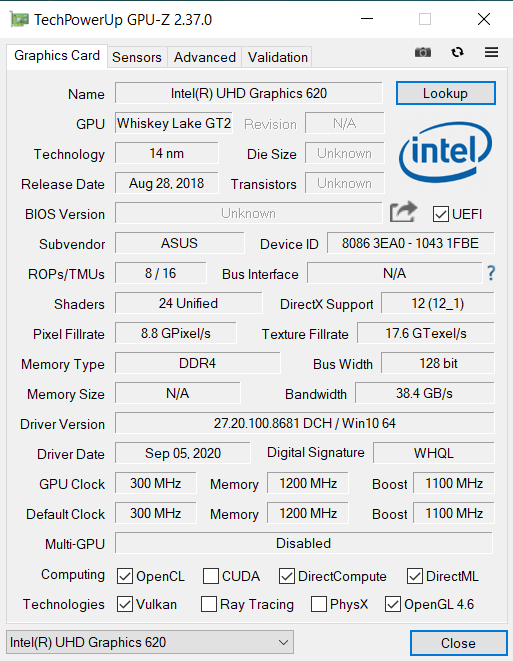 TechPowerUp GPU-Z 2.37.0
Graphics Card Sensors Advanced Validation
Name Intel(R) UHD Graphics 620 Lookup
GPU Whiskey Lake GT2 Revision N/A
intel
Technology 14 nm Die Size Unknown
Release Date Aug 28, 2018 Transistors Unknown
BIOS Version Unknown UEFI
Subvendor ASUS Device ID 8086 3EA0 - 1043 1FBE
ROPs/TMUs 8 / 16 Bus Interface N/A ?
Shaders 24 Unified DirectX Support 12 (12_1)
Pixel Fillrate 8.8 GPixel/s Texture Fillrate 17.6 GTexel/s
Memory Type DDR4 Bus Width 128 bit
Memory Size N/A Bandwidth 38.4 GB/s
Driver Version 27.20.100.8681 DCH / Win10 64
Driver Date Sep 05, 2020 Digital Signature WHQL
GPU Clock 300 MHz Memory 1200 MHz Boost 1100 MHz
Default Clock 300 MHz Memory 1200 MHz Boost 1100 MHz
Multi-GPU Disabled
Computing OpenCL CUDA DirectCompute DirectML
Technologies Vulkan Ray Tracing PhysX OpenGL 4.6
Intel(R) UHD Graphics 620 Close